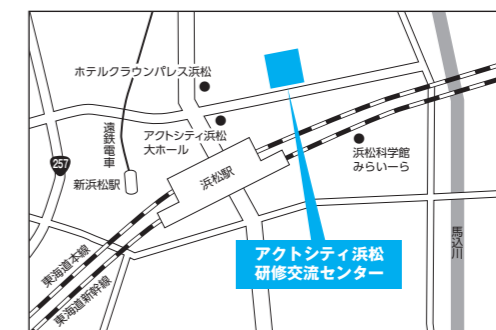 ホテルクラウンパレス浜松
アクトシティ浜松
大ホール
遠鉄電車
257
新浜松駅
浜松駅
浜松科学館
みらいーら
東海道本線
東海道新幹線
アクトシティ浜松
研修交流センター
馬込川